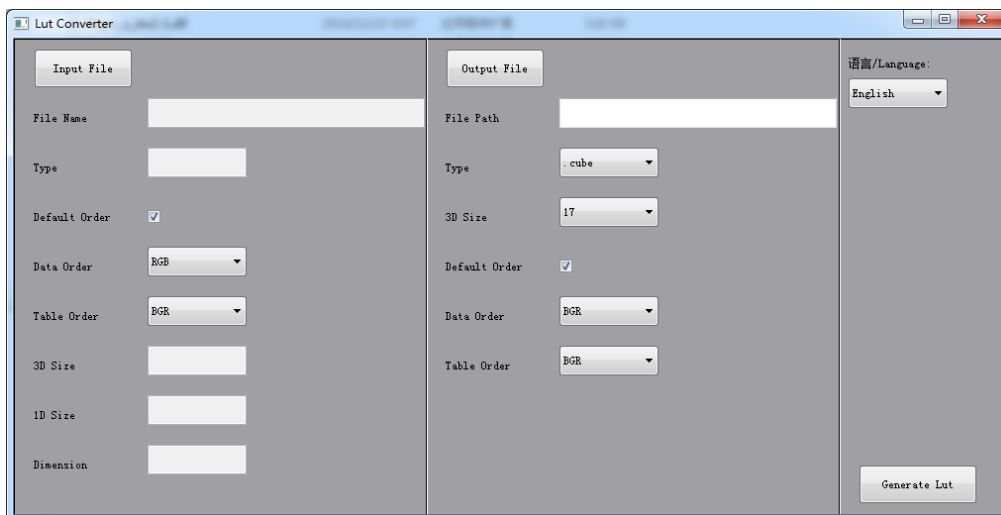 Lut Converter
Input File
File Name
Type
Default Order
Data Order
RGB
Table Order
BGR
3D Size
1D Size
Dimension
Output File
File Path
Type
.cube
3D Size
17
Default Order
Data Order
BGR
Table Order
BGR
语言/Language:
English
Generate Lut